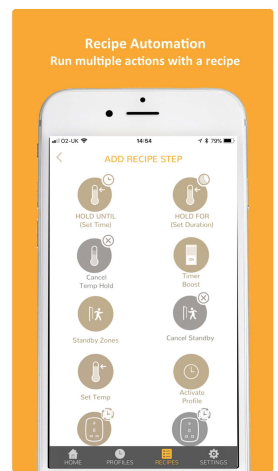 Recipe Automation
Run multiple actions with a recipe
O2-UK 14:54 79%
ADD RECIPE STEP
HOLD UNTIL
(Set Time)
HOLD FOR
(Set Duration)
Cancel
Temp Hold
Timer
Boost
Standby Zones
Cancel Standby
Set Temp
Activate
Profile
HOME PROFILES RECIPES SETTINGS